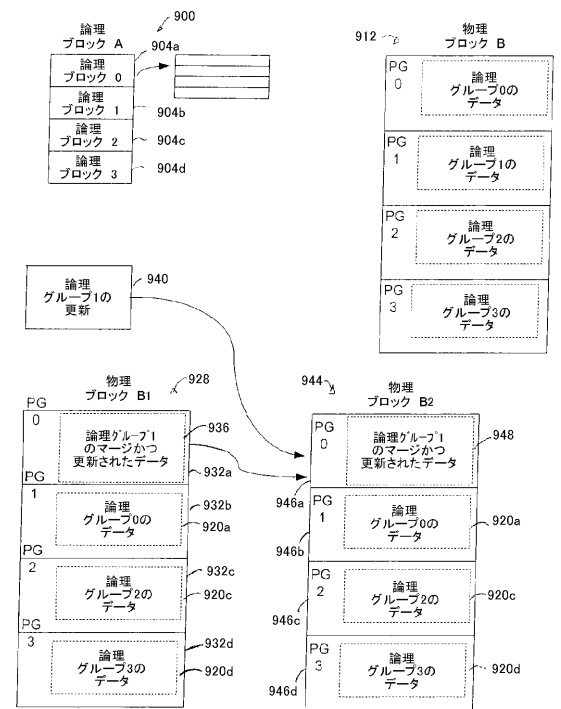 論理
ブロック A
900
904a
論理
ブロック 0
論理
ブロック 1
904b
論理
ブロック 2
904c
論理
ブロック 3
904d
912
物理
ブロック B
PG
0
論理
グループ0の
データ
PG
1
論理
グループ1の
データ
PG
2
論理
グループ2の
データ
PG
3
論理
グループ3の
データ
論理
グループ1の
更新
940
物理
ブロック B1
928
PG
0
論理グループ1
のマージかつ
更新されたデータ
936
932a
PG
1
論理
グループ0の
データ
932b
920a
PG
2
論理
グループ2の
データ
932c
920c
PG
3
論理
グループ3の
データ
932d
920d
944
物理
ブロック B2
PG
0
論理グループ1
のマージかつ
更新されたデータ
948
946a
PG
1
論理
グループ0の
データ
920a
946b
PG
2
論理
グループ2の
データ
920c
946c
PG
3
論理
グループ3の
データ
920d
946d